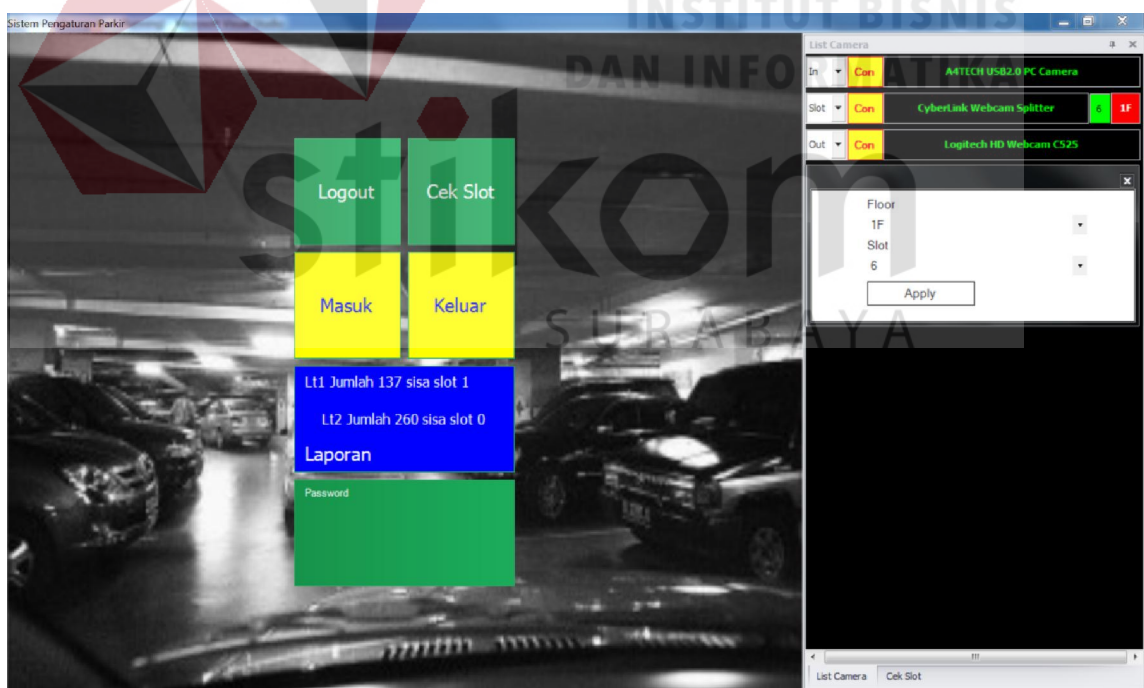 Sistem Pengaturan Parkir
INSTITUT BISNIS
DAN INFORMATIKA
stikom
SURABAYA
Logout
Cek Slot
Masuk
Keluar
Lt1 Jumlah 137 sisa slot 1
Lt2 Jumlah 260 sisa slot 0
Laporan
Password
List Camera
In
Con
A4TECH USB2.0 PC Camera
Slot
Con
CyberLink Webcam Splitter
6
1F
Out
Con
Logitech HD Webcam C525
Floor
1F
Slot
6
Apply
List Camera
Cek Slot